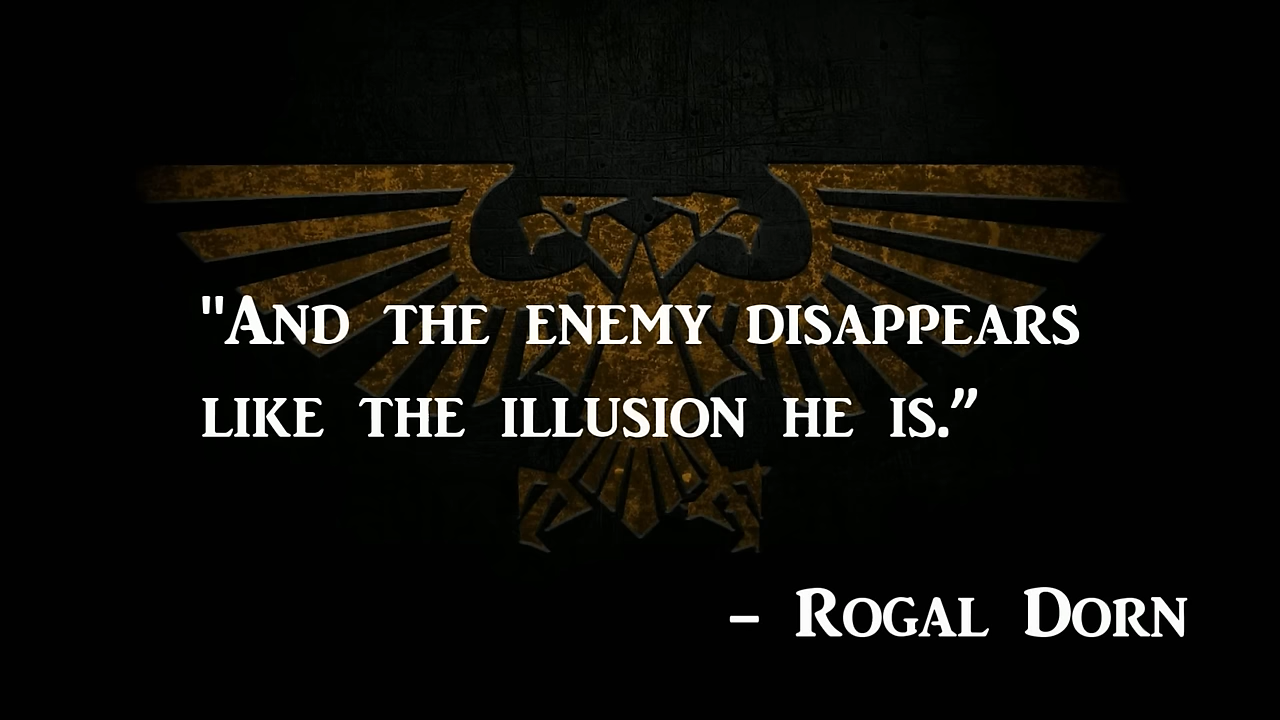 "And the enemy disappears
like the illusion he is.”
– Rogal Dorn